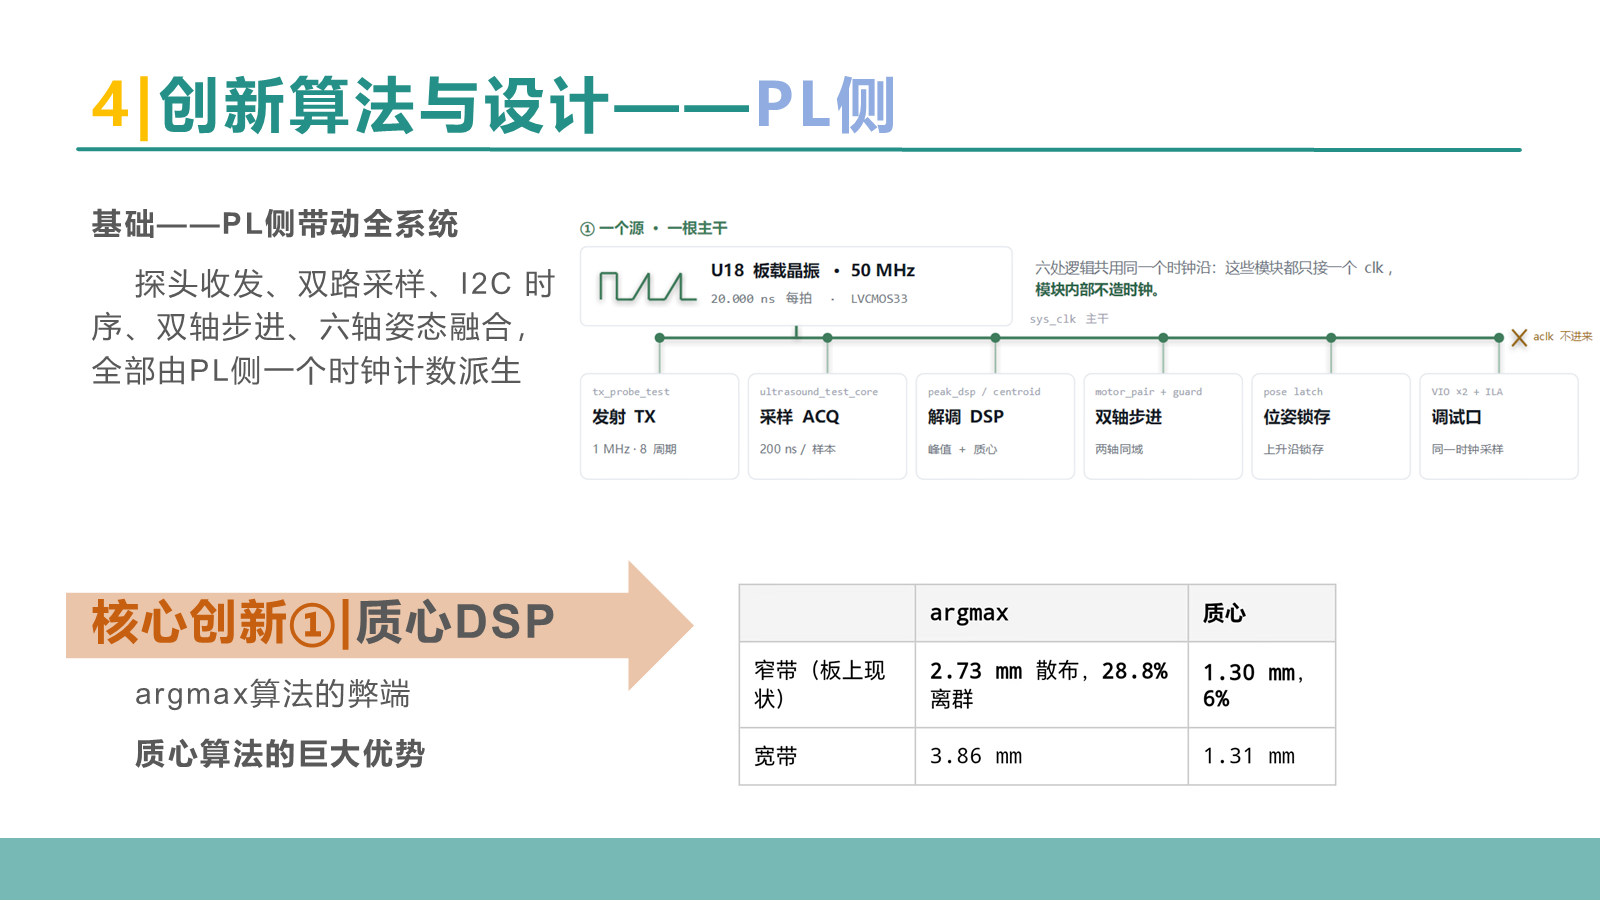 4|创新算法与设计——PL侧
基础——PL侧带动全系统
探头收发、双路采样、I2C 时
序、双轴步进、六轴姿态融合,
全部由PL侧一个时钟计数派生
① 一个源 · 一根主干
U18 板载晶振 · 50 MHz
20.000 ns 每拍 · LVCMOS33
六处逻辑共用同一个时钟沿：这些模块都只接一个 clk，
模块内部不造时钟。
sys_clk 主干
aclk 不进来
tx_probe_test
发射 TX
1 MHz · 8 周期
ultrasound_test_core
采样 ACQ
200 ns / 样本
peak_dsp / centroid
解调 DSP
峰值 + 质心
motor_pair + guard
双轴步进
两轴同域
pose latch
位姿锁存
上升沿锁存
VIO x2 + ILA
调试口
同一时钟采样
核心创新①|质心DSP
argmax算法的弊端
质心算法的巨大优势
argmax
质心
窄带（板上现
状）
2.73 mm 散布，28.8%
离群
1.30 mm，
6%
宽带
3.86 mm
1.31 mm